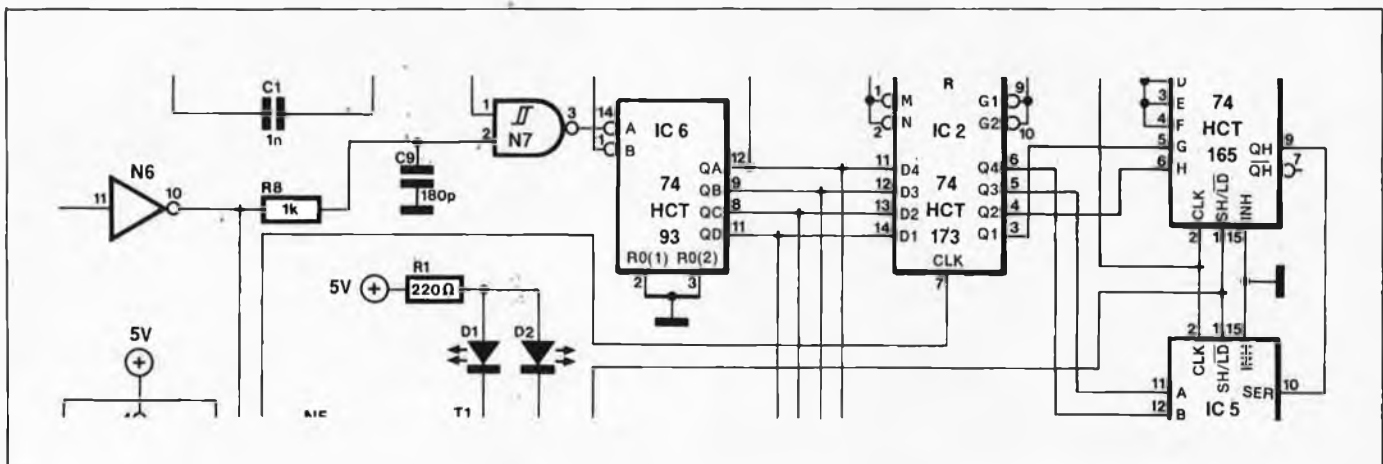 C1
1n
N6
11
10
R8
1k
C9
180p
1
2
N7
3
14
1
A
B
IC 6
74
HCT
93
QA
QB
QC
QD
12
9
8
11
R0(1)
R0(2)
2
3
1
2
M
N
R
G1
G2
9
10
IC 2
11
12
13
14
D4
D3
D2
D1
74
HCT
173
Q4
Q3
Q2
Q1
6
5
4
3
CLK
7
D
3
4
5
6
E
F
G
H
74
HCT
165
QH
QH
9
7
CLK
SH/LD
INH
2
1
15
5V
R1
220Ω
D1
D2
5V
N5
T1
2
1
15
CLK
SH/LD
INH
11
12
A
B
SER
10
IC 5